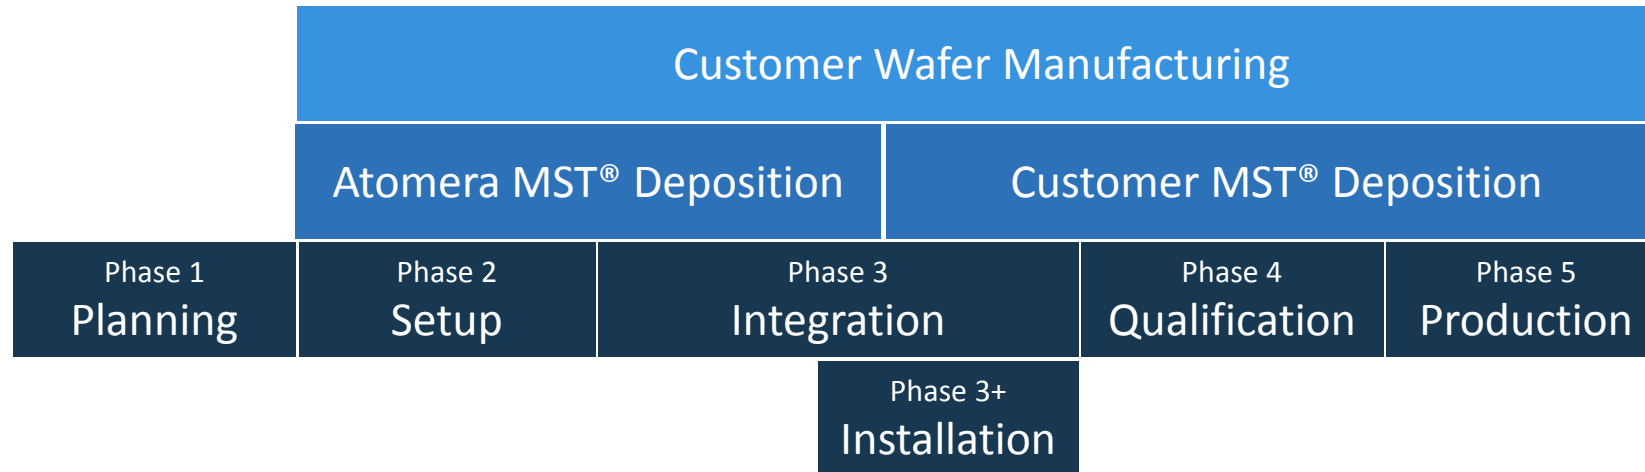 Customer Wafer Manufacturing
Atomera MST® Deposition
Customer MST® Deposition
Phase 1
Planning
Phase 2
Setup
Phase 3
Integration
Phase 4
Qualification
Phase 5
Production
Phase 3+
Installation